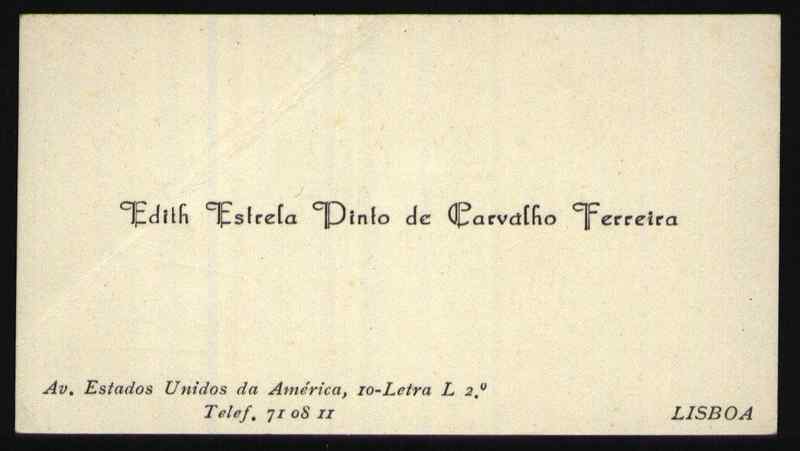 Edith Estrela Pinto de Carvalho Ferreira
Av. Estados Unidos da América, 10-Letra L 2.º
Telef. 71 08 11
LISBOA